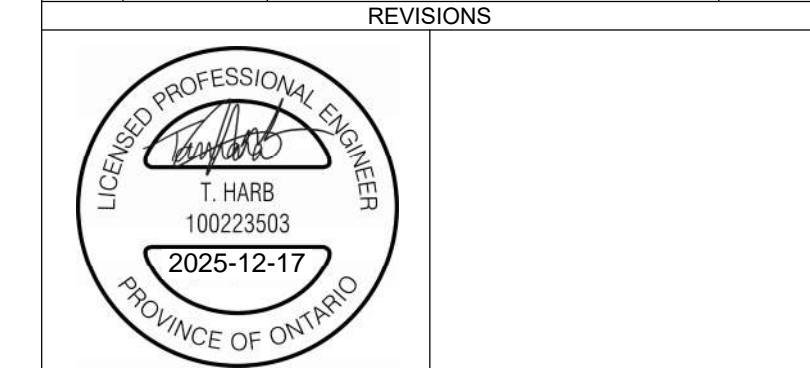 REVISIONS
LICENSED PROFESSIONAL ENGINEER
T. HARB
100223503
2025-12-17
PROVINCE OF ONTARIO